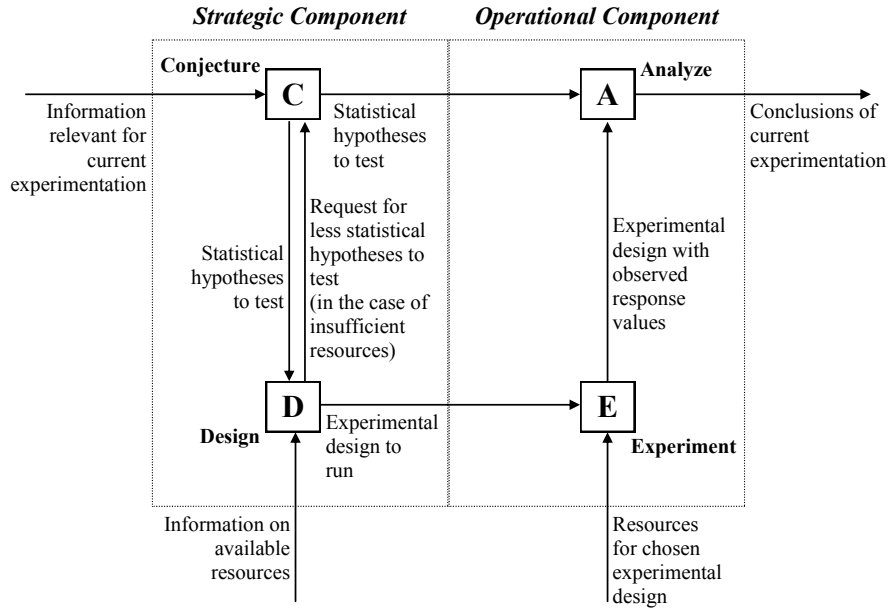 Strategic Component
Operational Component
Conjecture
C
A
Analyze
Information
relevant for
current
experimentation
Statistical
hypotheses
to test
Conclusions of
current
experimentation
Statistical
hypotheses
to test
Request for
less statistical
hypotheses to
test
(in the case of
insufficient
resources)
Experimental
design with
observed
response
values
D
Design
Experimental
design to
run
E
Experiment
Information on
available
resources
Resources
for chosen
experimental
design